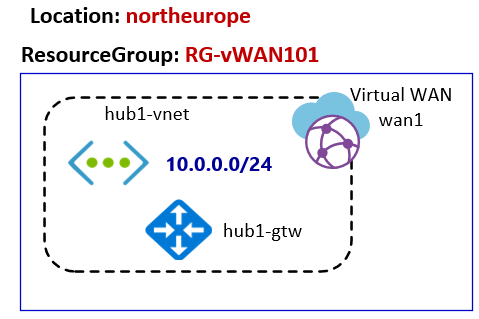 Location: northeurope
ResourceGroup: RG-vWAN101
Virtual WAN
wan1
hub1-vnet
10.0.0.0/24
hub1-gtw